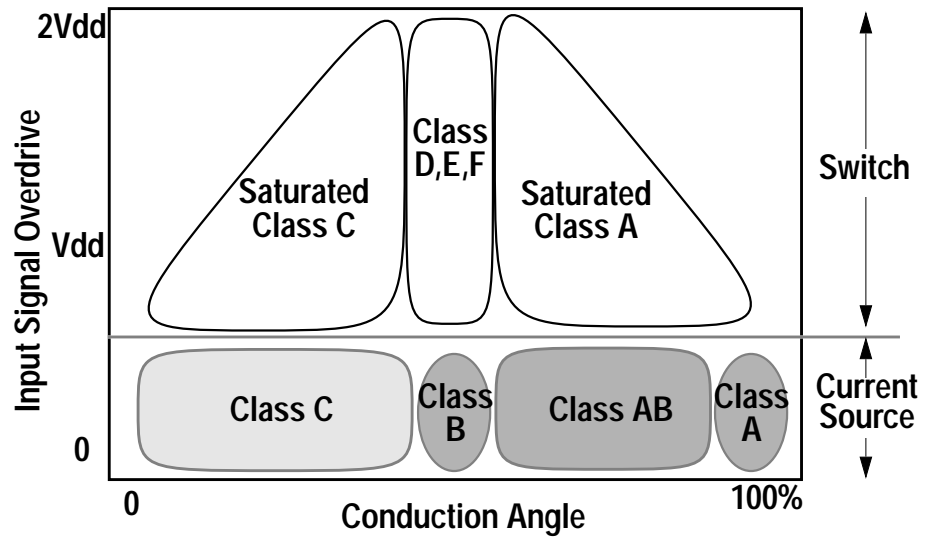 2Vdd
Class
D,E,F
Saturated
Class C
Saturated
Class A
Switch
Vdd
Input Signal Overdrive
Class C
Class
B
Class AB
Class
A
Current
Source
0
0
Conduction Angle
100%